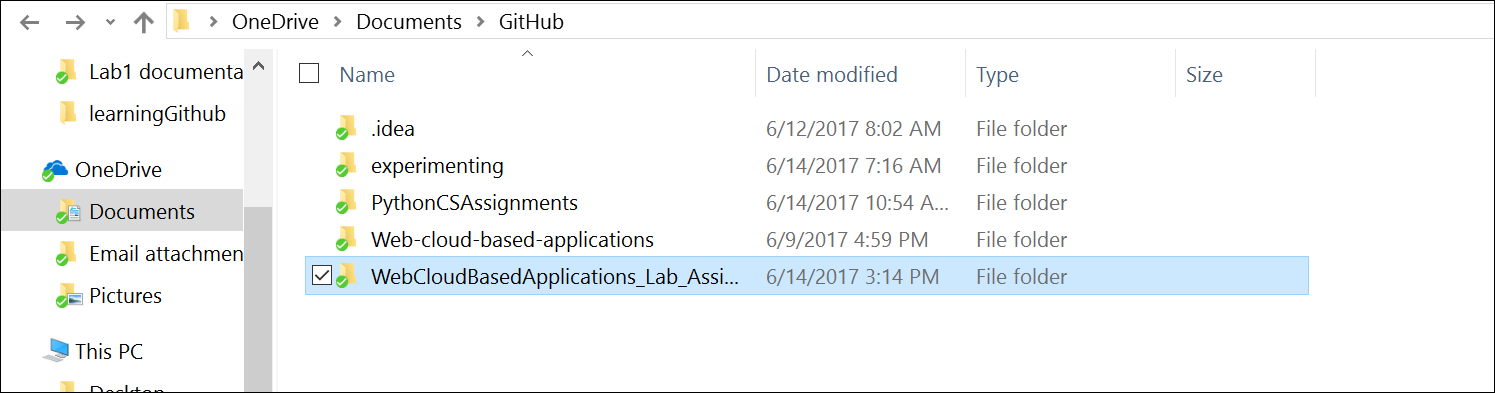 OneDrive > Documents > GitHub
Lab1 documenta
learningGithub
OneDrive
Documents
Email attachmen
Pictures
This PC
Desktop
Name Date modified Type Size
.idea 6/12/2017 8:02 AM File folder
experimenting 6/14/2017 7:16 AM File folder
PythonCSAssignments 6/14/2017 10:54 A... File folder
Web-cloud-based-applications 6/9/2017 4:59 PM File folder
WebCloudBasedApplications_Lab_Assi... 6/14/2017 3:14 PM File folder